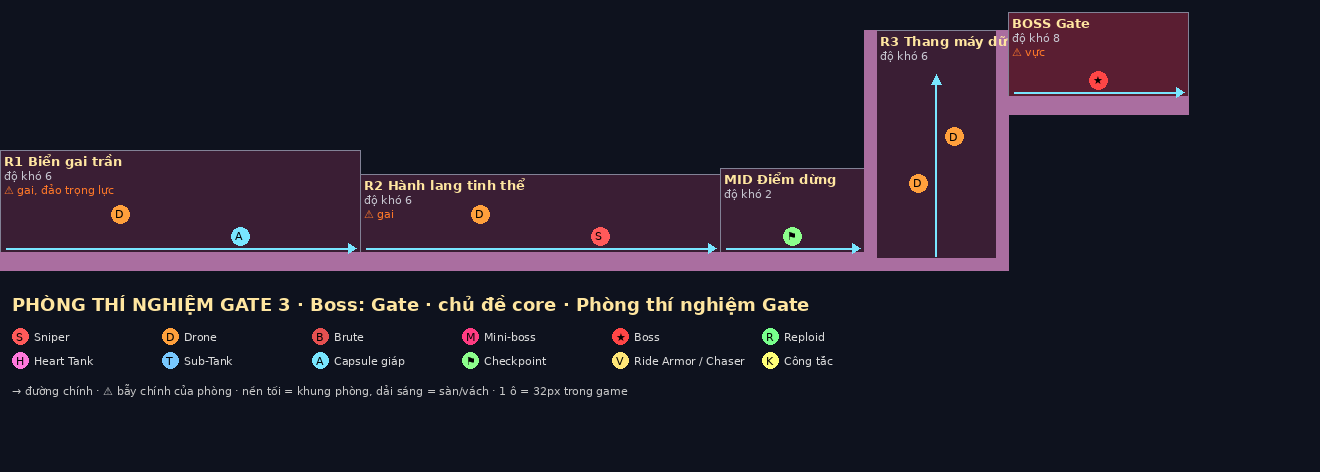 BOSS Gate
độ khó 8
⚠ vực
★
R3 Thang máy dữ
độ khó 6
D
D
R1 Biển gai trần
độ khó 6
⚠ gai, đảo trọng lực
D
A
R2 Hành lang tinh thể
độ khó 6
⚠ gai
D
S
MID Điểm dừng
độ khó 2
⚑
PHÒNG THÍ NGHIỆM GATE 3 · Boss: Gate · chủ đề core · Phòng thí nghiệm Gate
S Sniper D Drone B Brute M Mini-boss ★ Boss R Reploid
H Heart Tank T Sub-Tank A Capsule giáp ⚑ Checkpoint V Ride Armor / Chaser K Công tắc
→ đường chính · ⚠ bẫy chính của phòng · nền tối = khung phòng, dải sáng = sàn/vách · 1 ô = 32px trong game